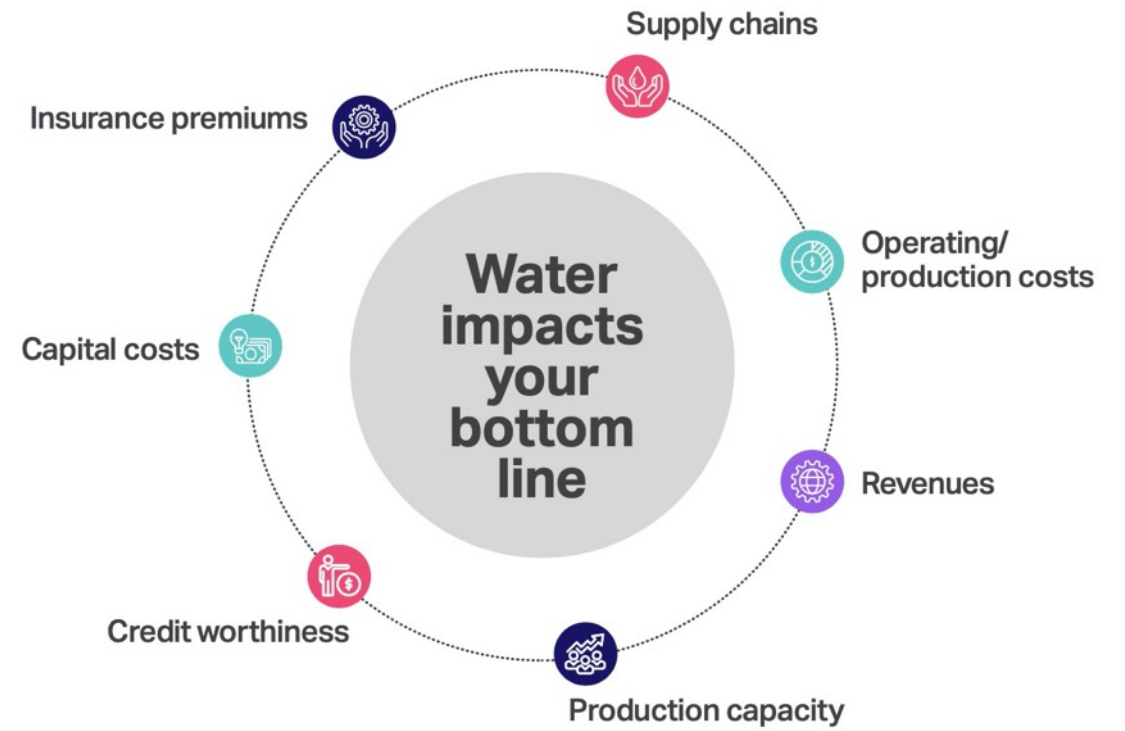 Supply chains
Insurance premiums
Operating/
production costs
Water
impacts
your
bottom
line
Capital costs
Revenues
Credit worthiness
Production capacity